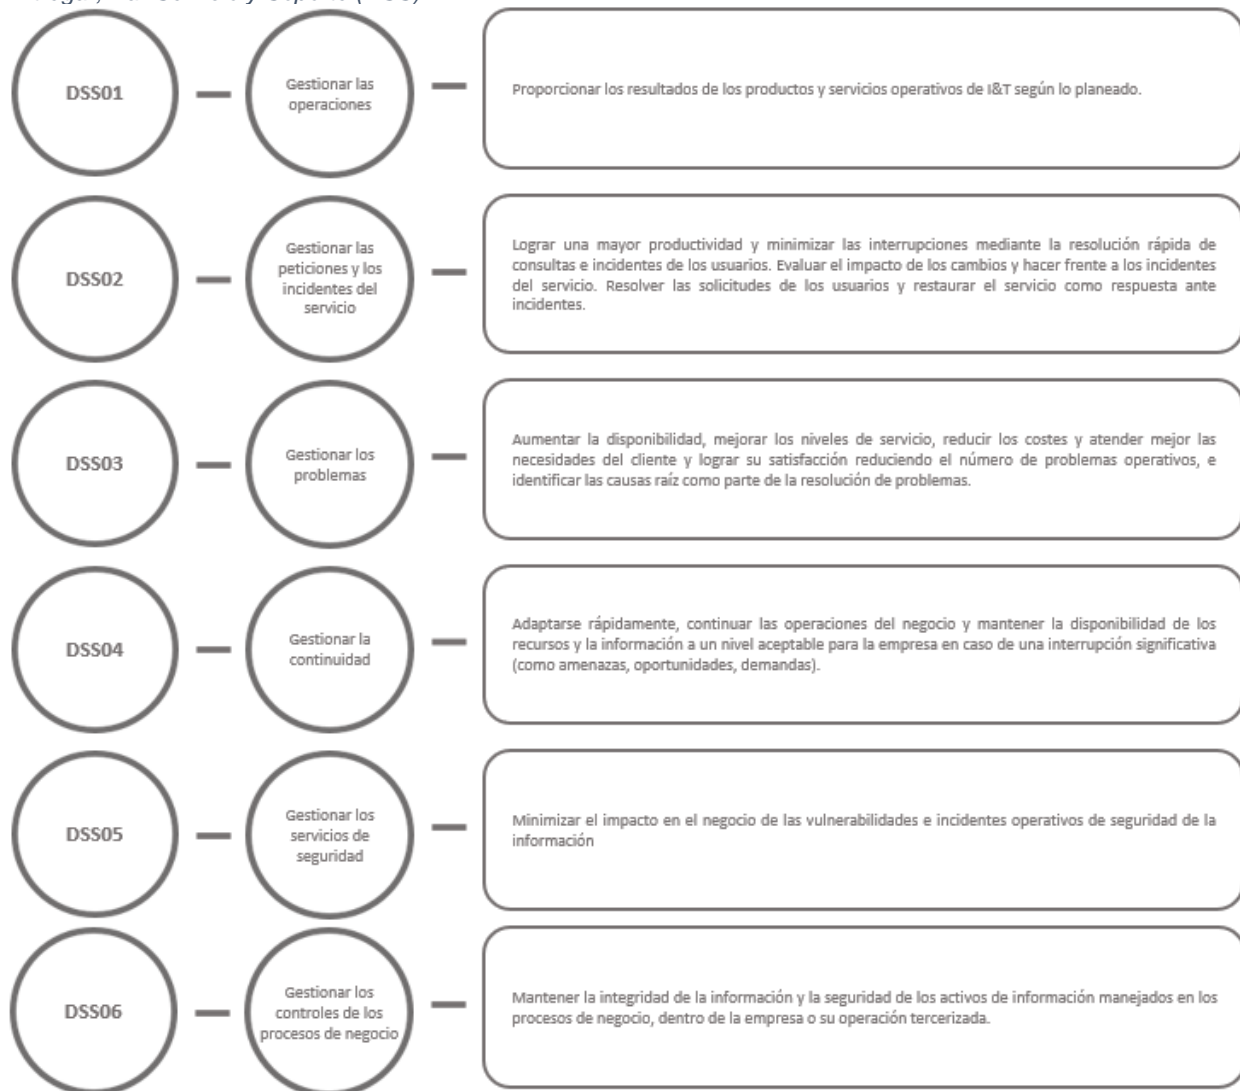 DSS01
Gestionar las
operaciones
Proporcionar los resultados de los productos y servicios operativos de I&T según lo planeado.
DSS02
Gestionar las
peticiones y los
incidentes del
servicio
Lograr una mayor productividad y minimizar las interrupciones mediante la resolución rápida de
consultas e incidentes de los usuarios. Evaluar el impacto de los cambios y hacer frente a los incidentes
del servicio. Resolver las solicitudes de los usuarios y restaurar el servicio como respuesta ante
incidentes.
DSS03
Gestionar los
problemas
Aumentar la disponibilidad, mejorar los niveles de servicio, reducir los costes y atender mejor las
necesidades del cliente y lograr su satisfacción reduciendo el número de problemas operativos, e
identificar las causas raíz como parte de la resolución de problemas.
DSS04
Gestionar la
continuidad
Adaptarse rápidamente, continuar las operaciones del negocio y mantener la disponibilidad de los
recursos y la información a un nivel aceptable para la empresa en caso de una interrupción significativa
(como amenazas, oportunidades, demandas).
DSS05
Gestionar los
servicios de
seguridad
Minimizar el impacto en el negocio de las vulnerabilidades e incidentes operativos de seguridad de la
información
DSS06
Gestionar los
controles de los
procesos de negocio
Mantener la integridad de la información y la seguridad de los activos de información manejados en los
procesos de negocio, dentro de la empresa o su operación tercerizada.